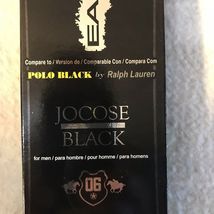 EA
Compare to / Version de / Comparable Con / Compara Com
POLO BLACK by Ralph Lauren
JOCOSE
BLACK
for men / para hombre / pour homme / para homens
06